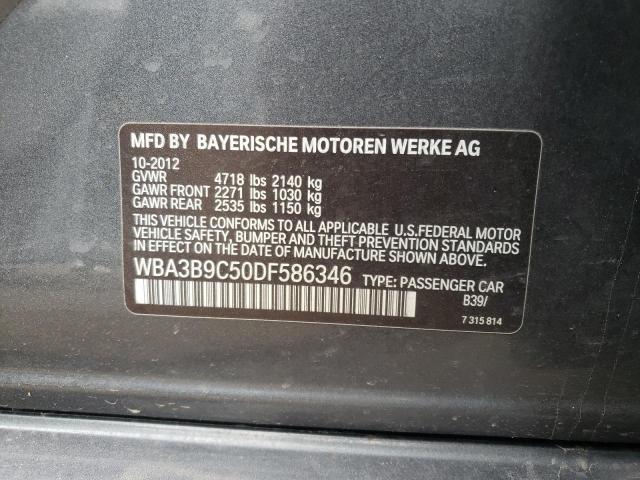 MFD BY BAYERISCHE MOTOREN WERKE AG
10-2012
GVWR 4718 lbs 2140 kg
GAWR FRONT 2271 lbs 1030 kg
GAWR REAR 2535 lbs 1150 kg
THIS VEHICLE CONFORMS TO ALL APPLICABLE U.S.FEDERAL MOTOR
VEHICLE SAFETY, BUMPER AND THEFT PREVENTION STANDARDS
IN EFFECT ON THE DATE OF MANUFACTURE SHOWN ABOVE.
WBA3B9C50DF586346 TYPE: PASSENGER CAR
B39/
7 315 814